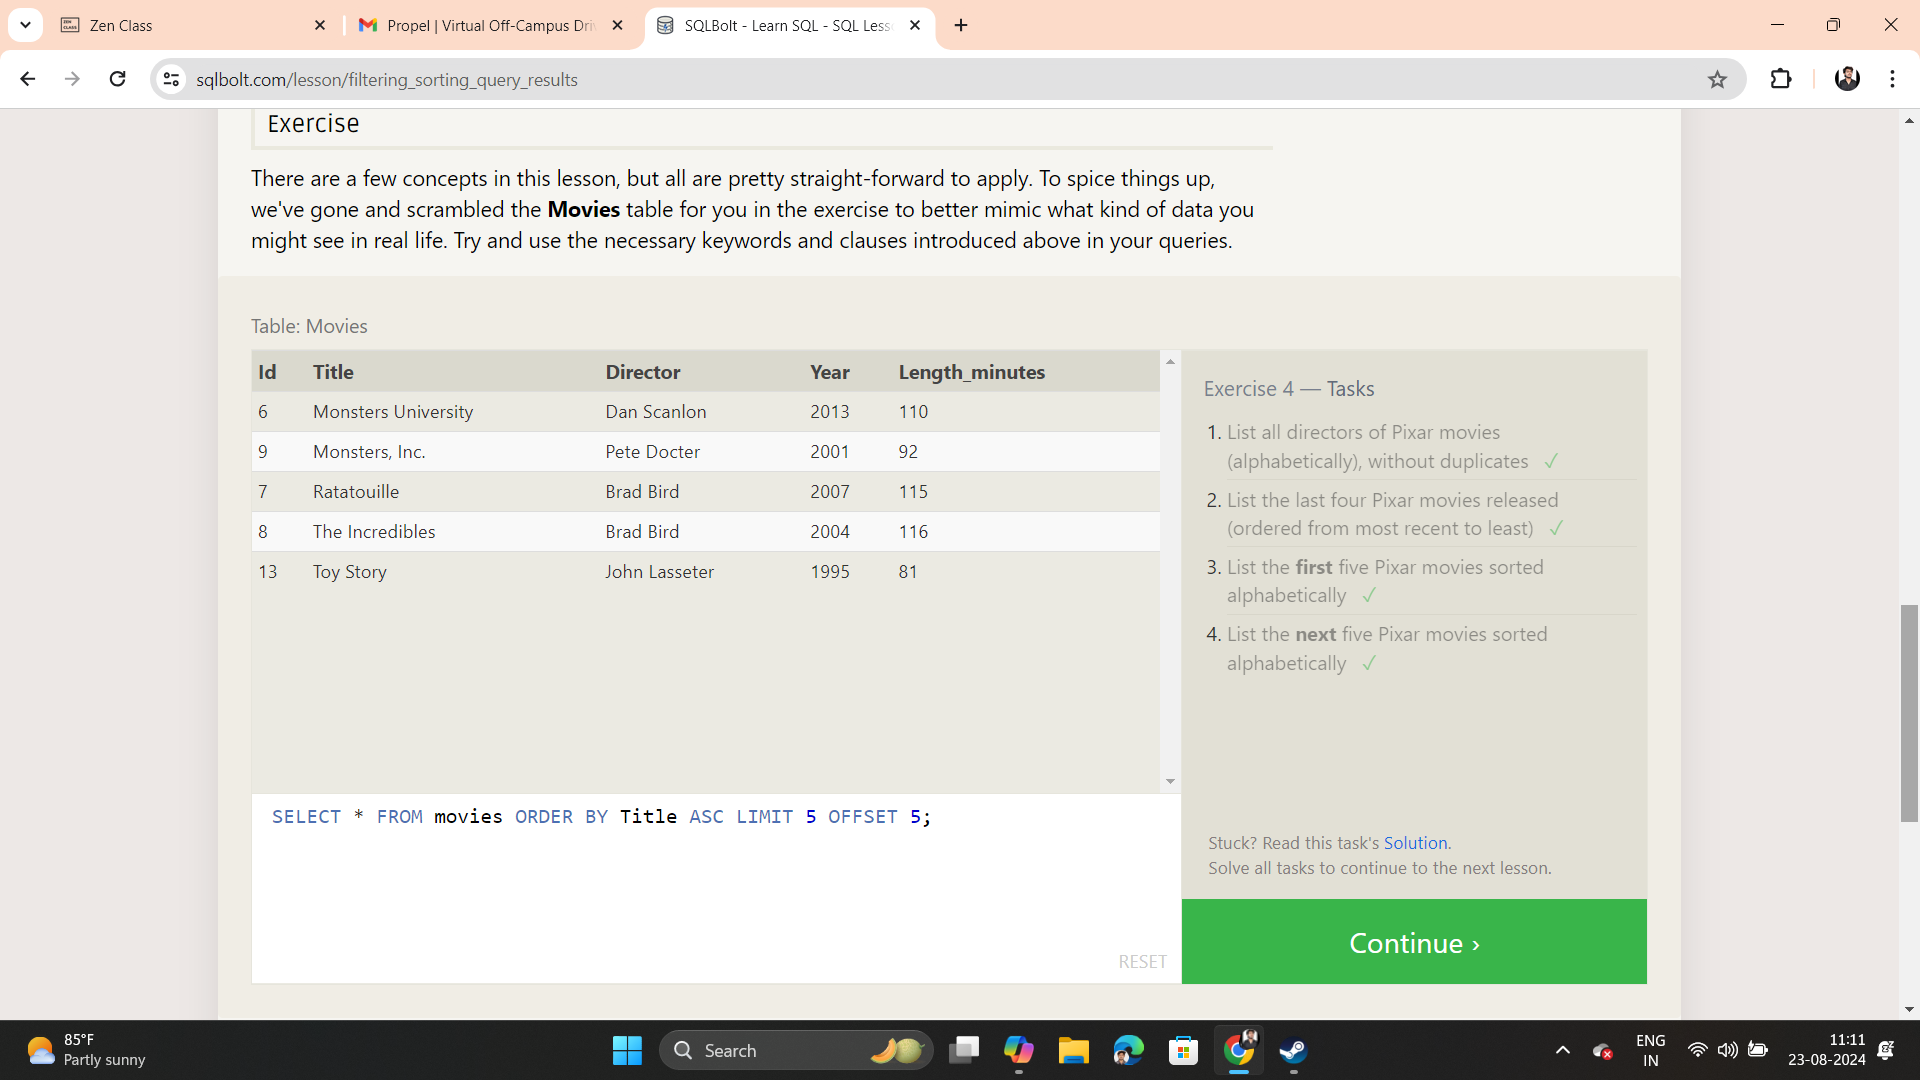 Zen Class
Propel | Virtual Off-Campus Dri
SQLBolt - Learn SQL - SQL Less
sqlbolt.com/lesson/filtering_sorting_query_results
Exercise
There are a few concepts in this lesson, but all are pretty straight-forward to apply. To spice things up,
we've gone and scrambled the Movies table for you in the exercise to better mimic what kind of data you
might see in real life. Try and use the necessary keywords and clauses introduced above in your queries.
Table: Movies
Id Title Director Year Length_minutes
6 Monsters University Dan Scanlon 2013 110
9 Monsters, Inc. Pete Docter 2001 92
7 Ratatouille Brad Bird 2007 115
8 The Incredibles Brad Bird 2004 116
13 Toy Story John Lasseter 1995 81
SELECT * FROM movies ORDER BY Title ASC LIMIT 5 OFFSET 5;
RESET
Exercise 4 — Tasks
1. List all directors of Pixar movies
(alphabetically), without duplicates ✓
2. List the last four Pixar movies released
(ordered from most recent to least) ✓
3. List the first five Pixar movies sorted
alphabetically ✓
4. List the next five Pixar movies sorted
alphabetically ✓
Stuck? Read this task's Solution.
Solve all tasks to continue to the next lesson.
Continue ›
85°F
Partly sunny
Search
ENG
IN
11:11
23-08-2024